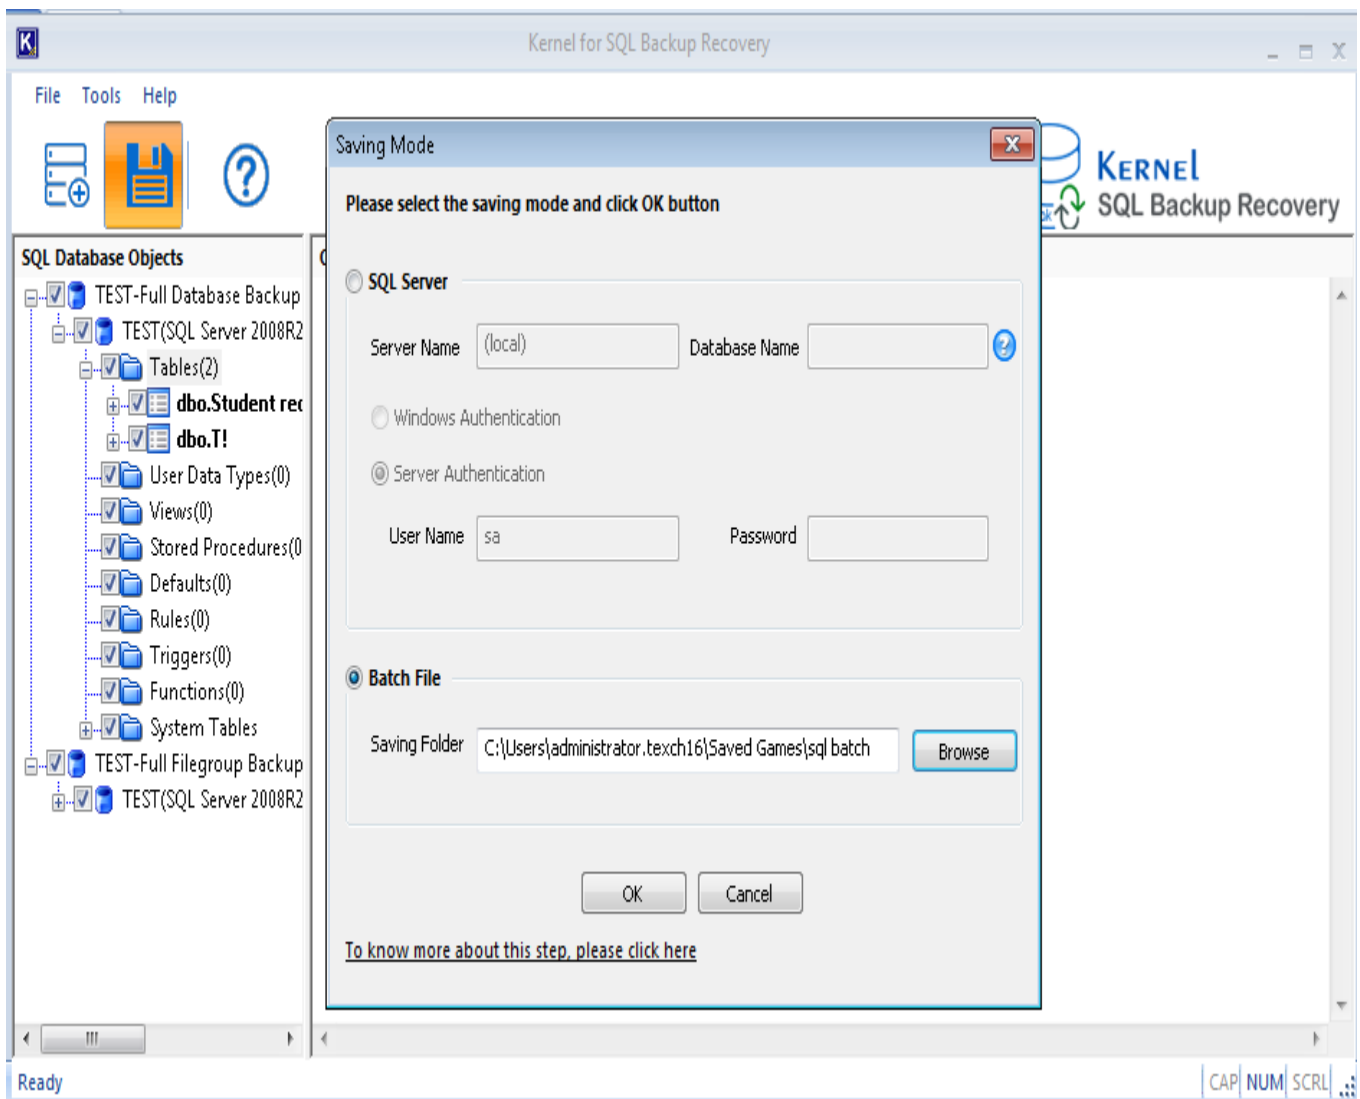 Kernel for SQL Backup Recovery
File Tools Help
KERNEL
SQL Backup Recovery
Saving Mode
Please select the saving mode and click OK button
SQL Database Objects
TEST-Full Database Backup
TEST(SQL Server 2008R2
Tables(2)
dbo.Student rec
dbo.T!
User Data Types(0)
Views(0)
Stored Procedures(0
Defaults(0)
Rules(0)
Triggers(0)
Functions(0)
System Tables
TEST-Full Filegroup Backup
TEST(SQL Server 2008R2
SQL Server
Server Name (local) Database Name
Windows Authentication
Server Authentication
User Name sa Password
Batch File
Saving Folder C:\Users\administrator.texch16\Saved Games\sql batch Browse
OK Cancel
To know more about this step, please click here
Ready CAP NUM SCRL